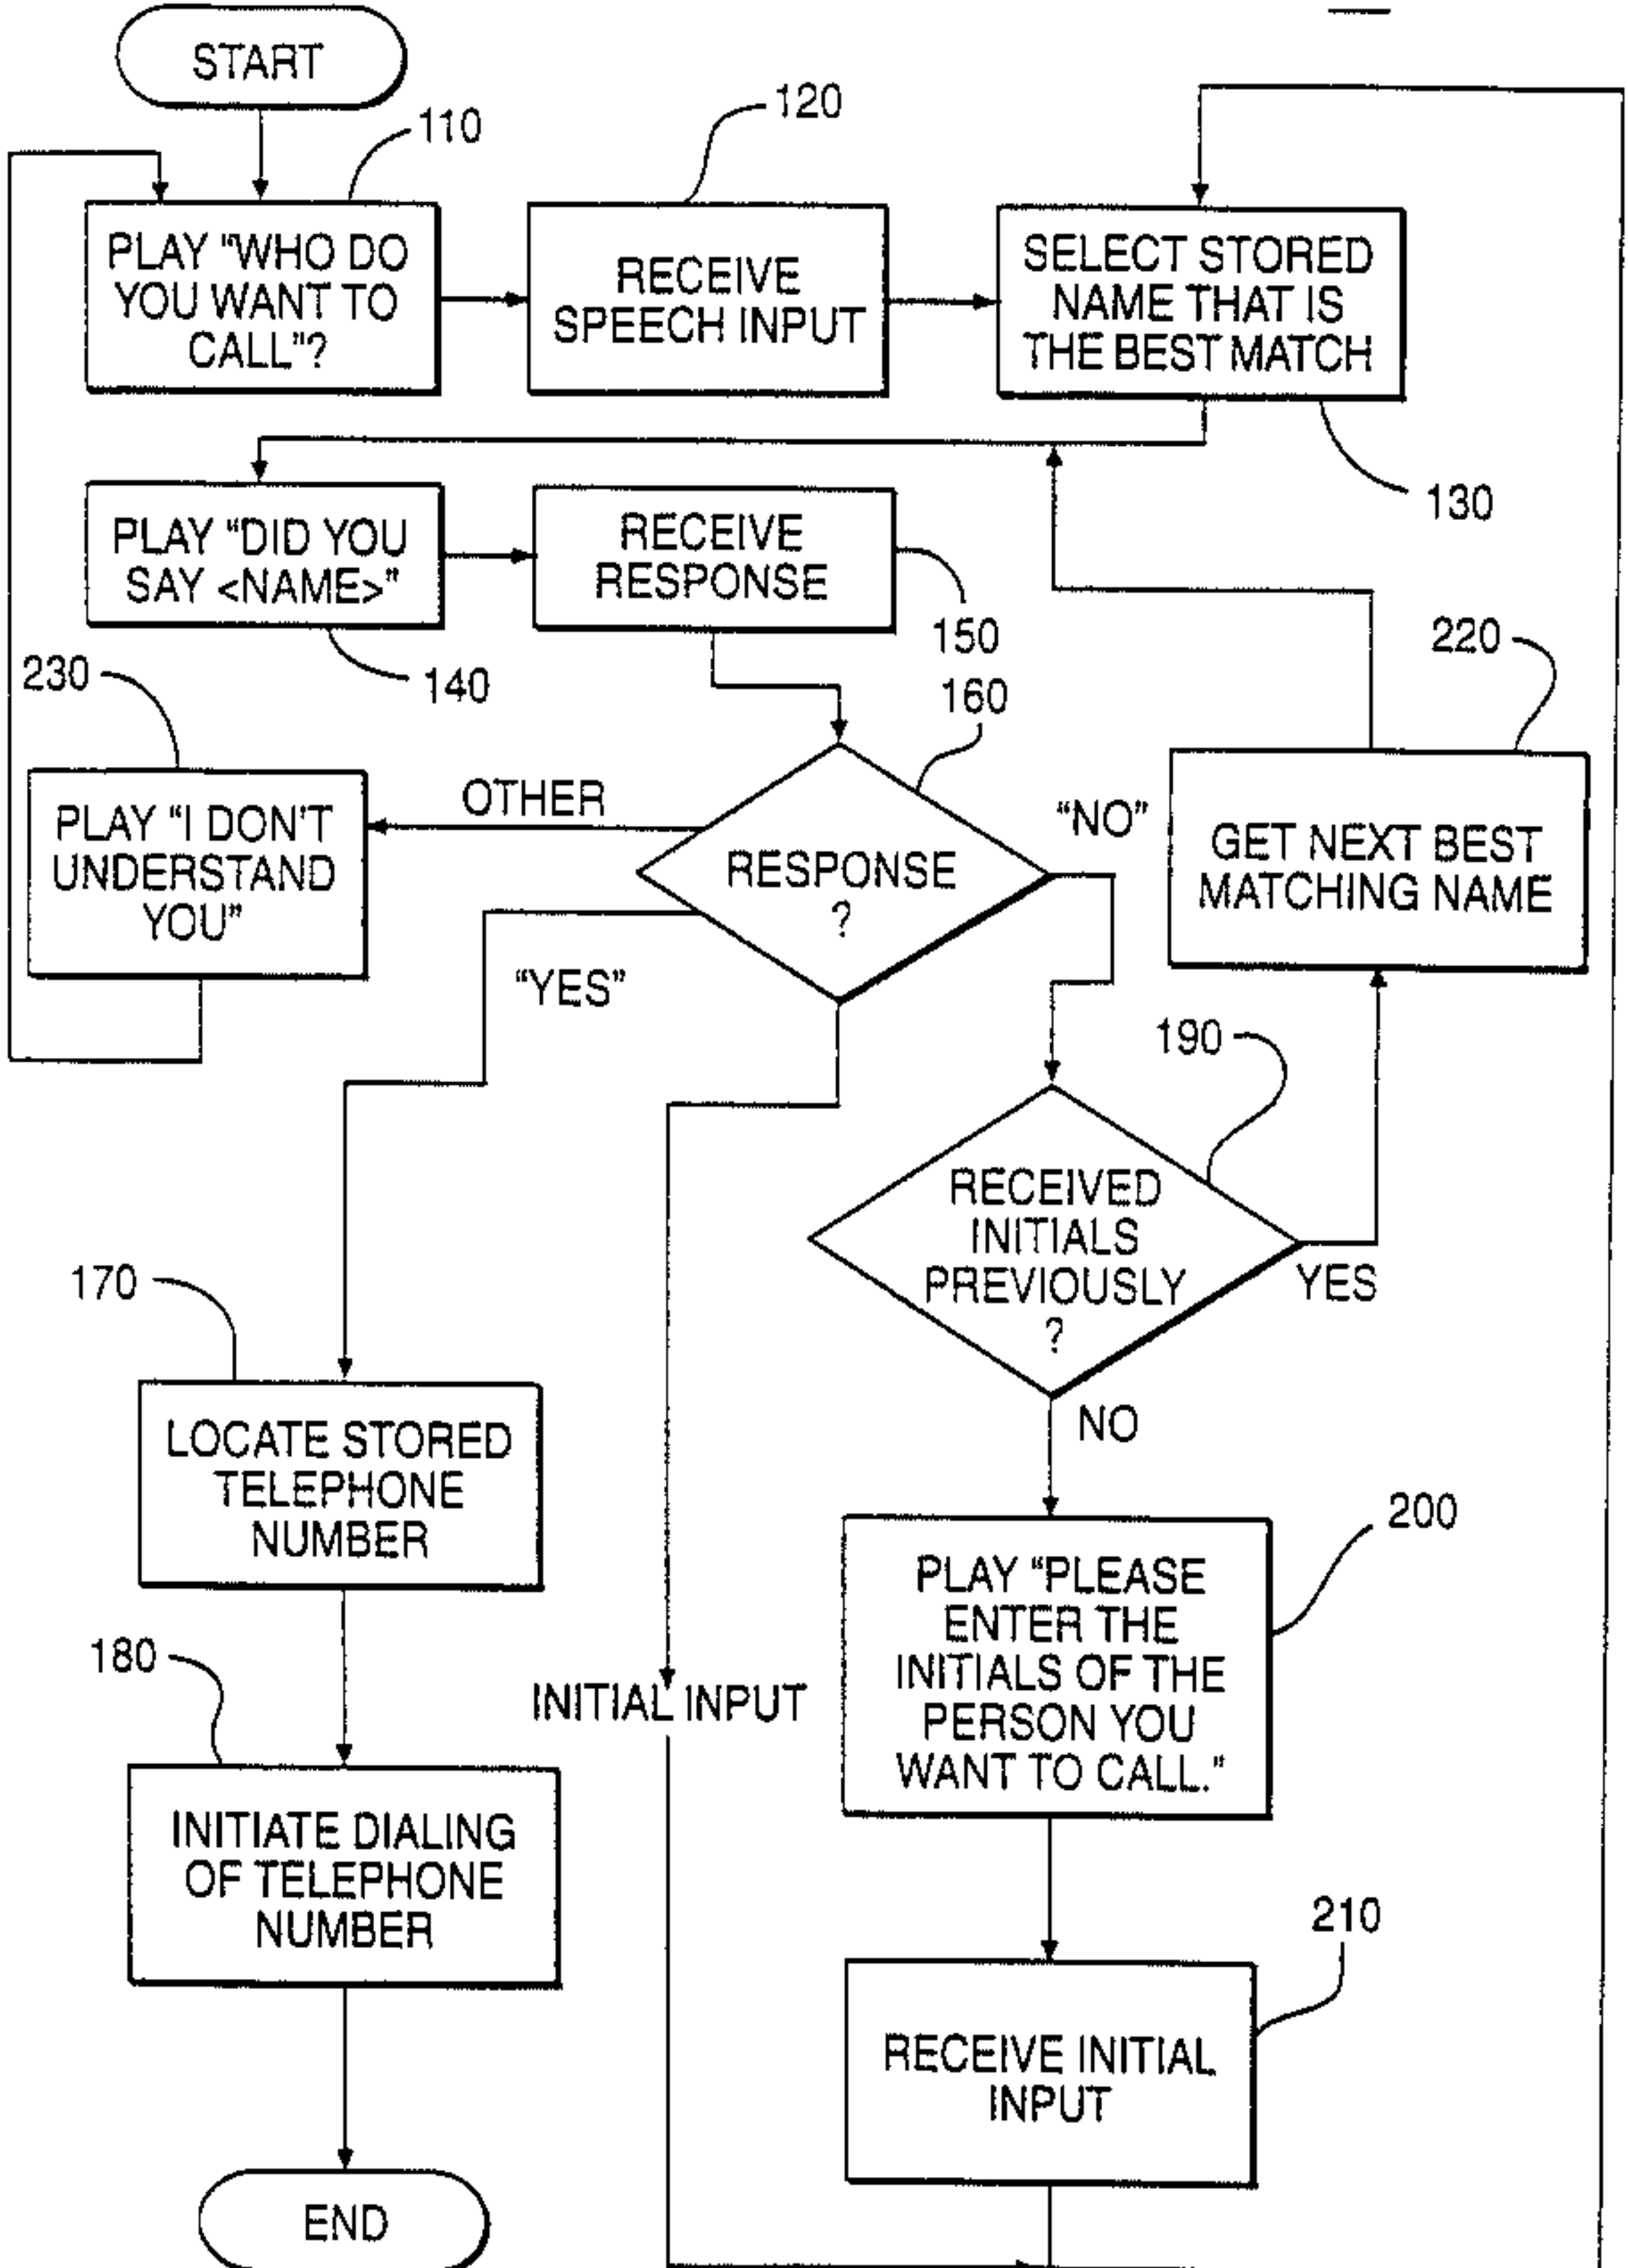 START
110
120
PLAY “WHO DO
YOU WANT TO
CALL”?
RECEIVE
SPEECH INPUT
SELECT STORED
NAME THAT IS
THE BEST MATCH
130
PLAY “DID YOU
SAY <NAME>”
140
RECEIVE
RESPONSE
150
160
220
230
PLAY “I DON'T
UNDERSTAND
YOU”
OTHER
RESPONSE
?
“NO”
GET NEXT BEST
MATCHING NAME
“YES”
190
RECEIVED
INITIALS
PREVIOUSLY
?
YES
NO
170
LOCATE STORED
TELEPHONE
NUMBER
200
PLAY “PLEASE
ENTER THE
INITIALS OF THE
PERSON YOU
WANT TO CALL.”
INITIAL INPUT
180
INITIATE DIALING
OF TELEPHONE
NUMBER
210
RECEIVE INITIAL
INPUT
END